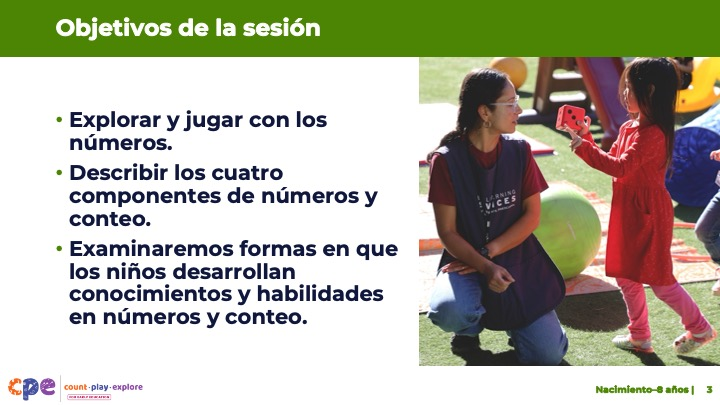 Objetivos de la sesión
• Explorar y jugar con los
números.
• Describir los cuatro
componentes de números y
conteo.
• Examinaremos formas en que
los niños desarrollan
conocimientos y habilidades
en números y conteo.
LEARNING
cpe
count·play·explore
Nacimiento–8 años | 3